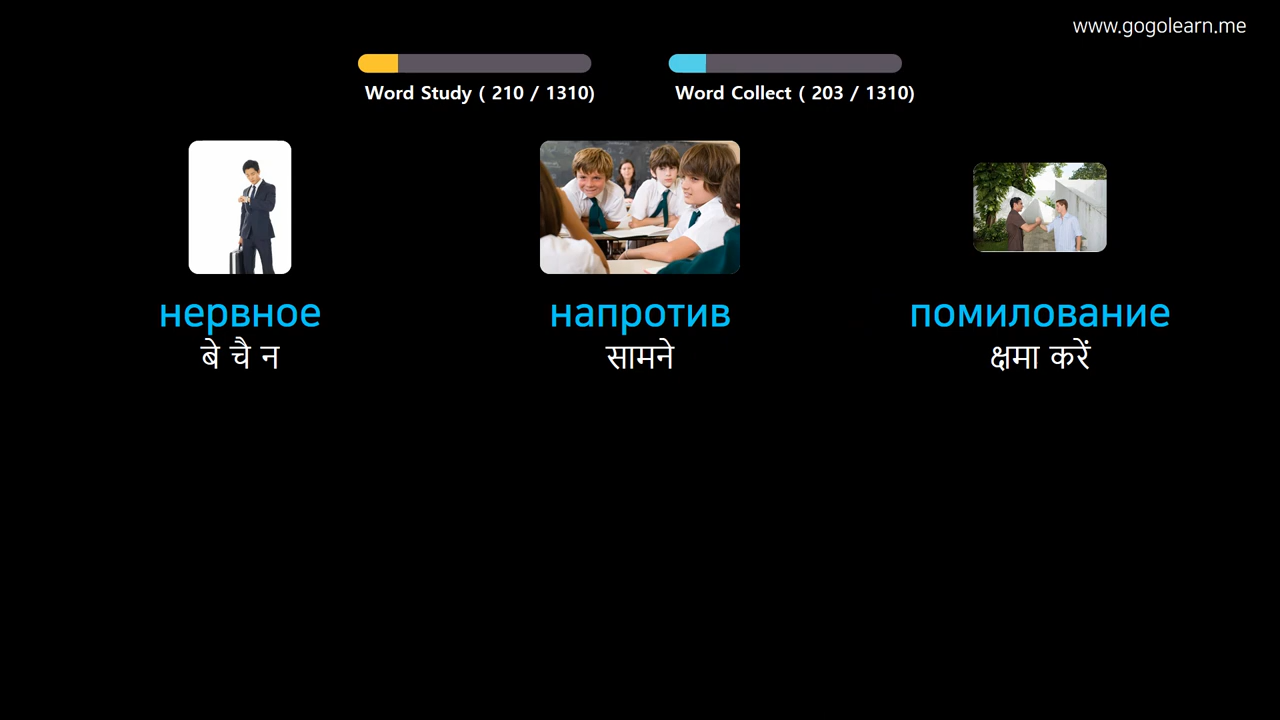 www.gogolearn.me
Word Study ( 210 / 1310)
Word Collect ( 203 / 1310)
нервное
напротив
помилование
बे चै न
सामने
क्षमा करें